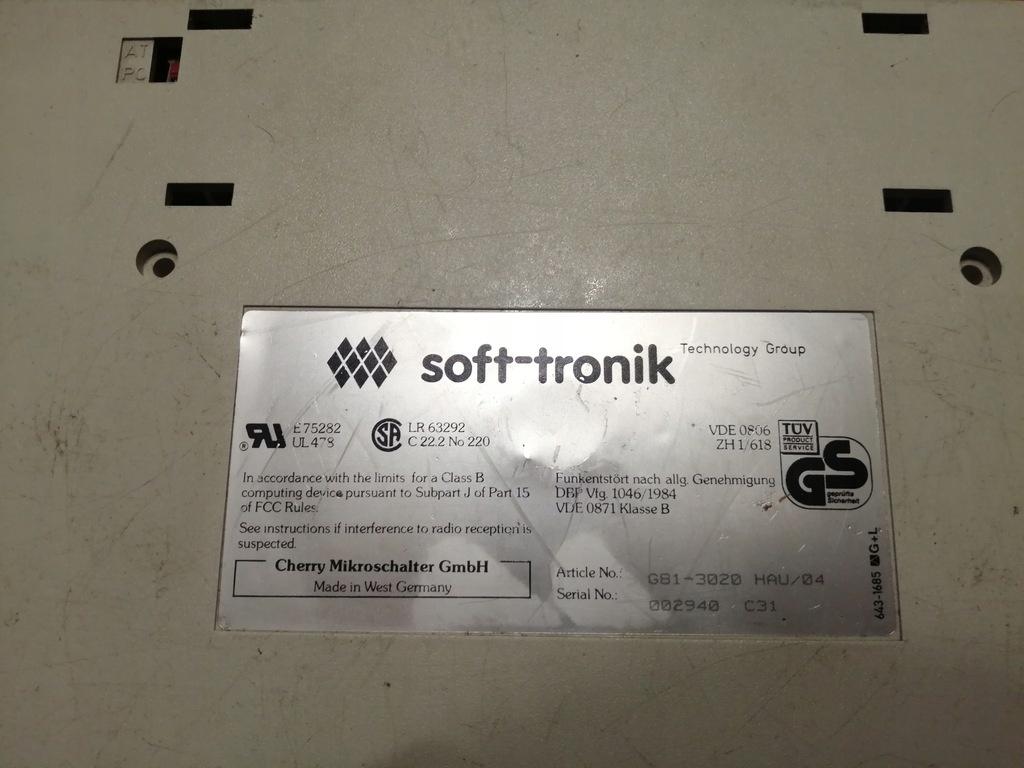 AT
PC
soft-tronik Technology Group
E75282
UL 478
LR 63292
C 22.2 No 220
VDE 0806
ZH 1/618
TÜV
PRODUCT
SERVICE
GS
geprüfte
Sicherheit
In accordance with the limits for a Class B
computing device pursuant to Subpart J of Part 15
of FCC Rules.
See instructions if interference to radio reception is
suspected.
Funkentstört nach allg. Genehmigung
DBP Vfg. 1046/1984
VDE 0871 Klasse B
Cherry Mikroschalter GmbH
Made in West Germany
Article No.: G81-3020 HAU/04
Serial No.: 002940 C31
643-1685 G+L